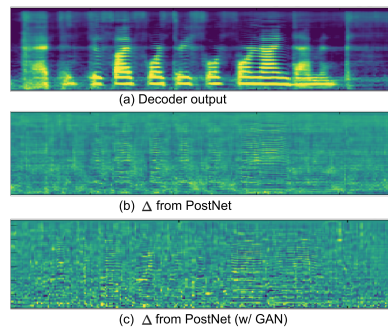 (a) Decoder output
(b) Δ from PostNet
(c) Δ from PostNet (w/ GAN)